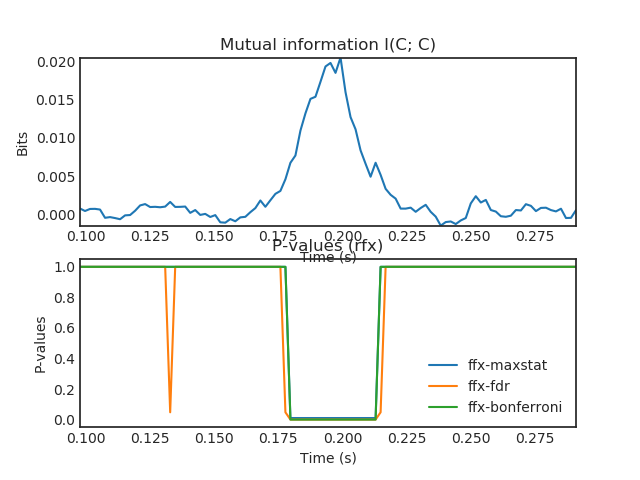 Mutual information I(C; C)
0.020
0.015
0.010
0.005
0.000
Bits
0.100 0.125 0.150 0.175 0.200 0.225 0.250 0.275
Time (s)
P-values (rfx)
1.0
0.8
0.6
0.4
0.2
0.0
P-values
ffx-maxstat
ffx-fdr
ffx-bonferroni
0.100 0.125 0.150 0.175 0.200 0.225 0.250 0.275
Time (s)